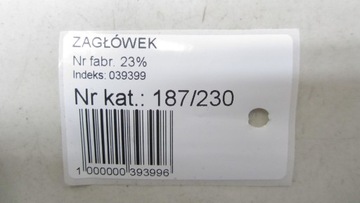 ZAGŁÓWEK
Nr fabr. 23%
Indeks: 039399
Nr kat.: 187/230
1 000000 393996